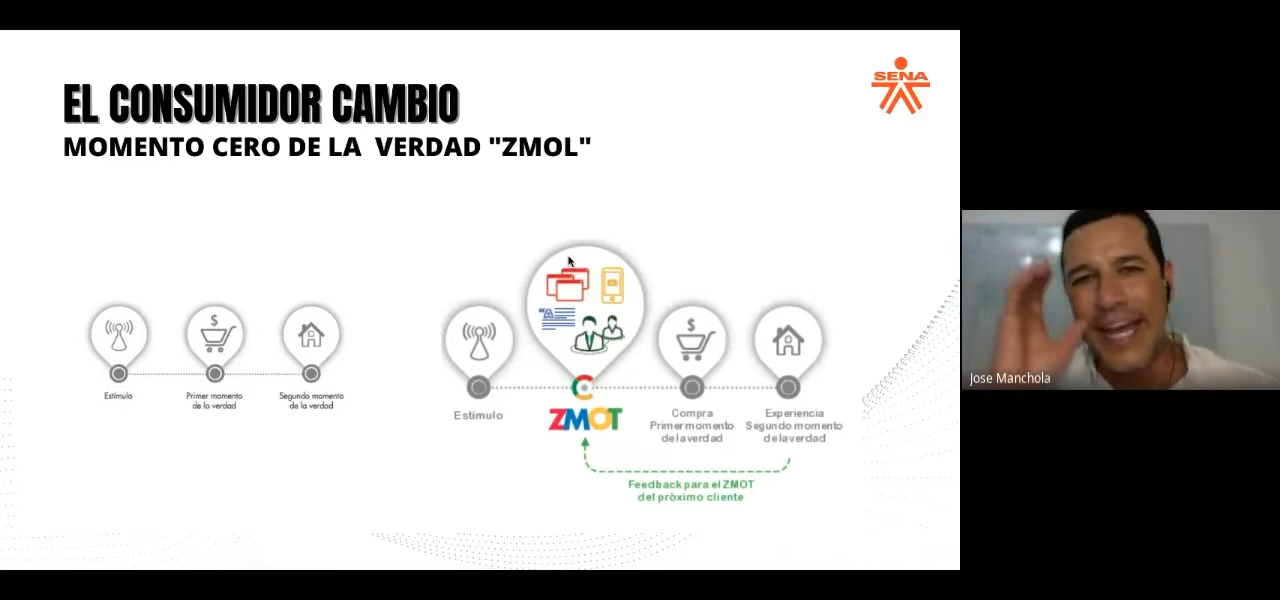 EL CONSUMIDOR CAMBIO
MOMENTO CERO DE LA VERDAD "ZMOL"
SENA
Estímulo
Primer momento
de la verdad
Segundo momento
de la verdad
$
"A
Estímulo
ZMOT
$
Compra
Primer momento
de la verdad
Experiencia
Segundo momento
de la verdad
Feedback para el ZMOT
del próximo cliente
Jose Manchola